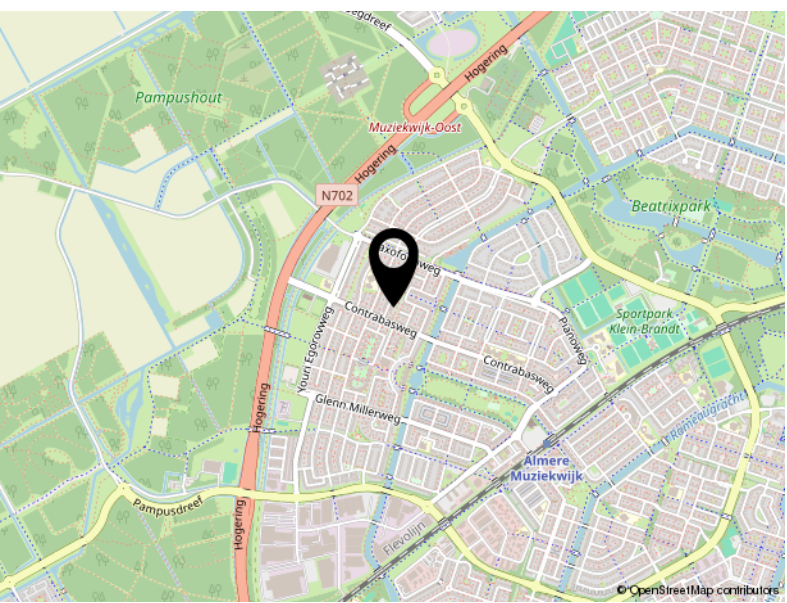 Pampushout
Hogering
Muziekwijk-Oost
Hogering
N702
Beatrixpark
Contrabasweg
Sportpark
Klein-Brandt
Pianoweg
Youri Egorovweg
Contrabasweg
Hogering
Glenn Millerweg
Rameaugracht
Almere
Muziekwijk
Pampusdreef
Hogering
Flevolijn
© OpenStreetMap contributors